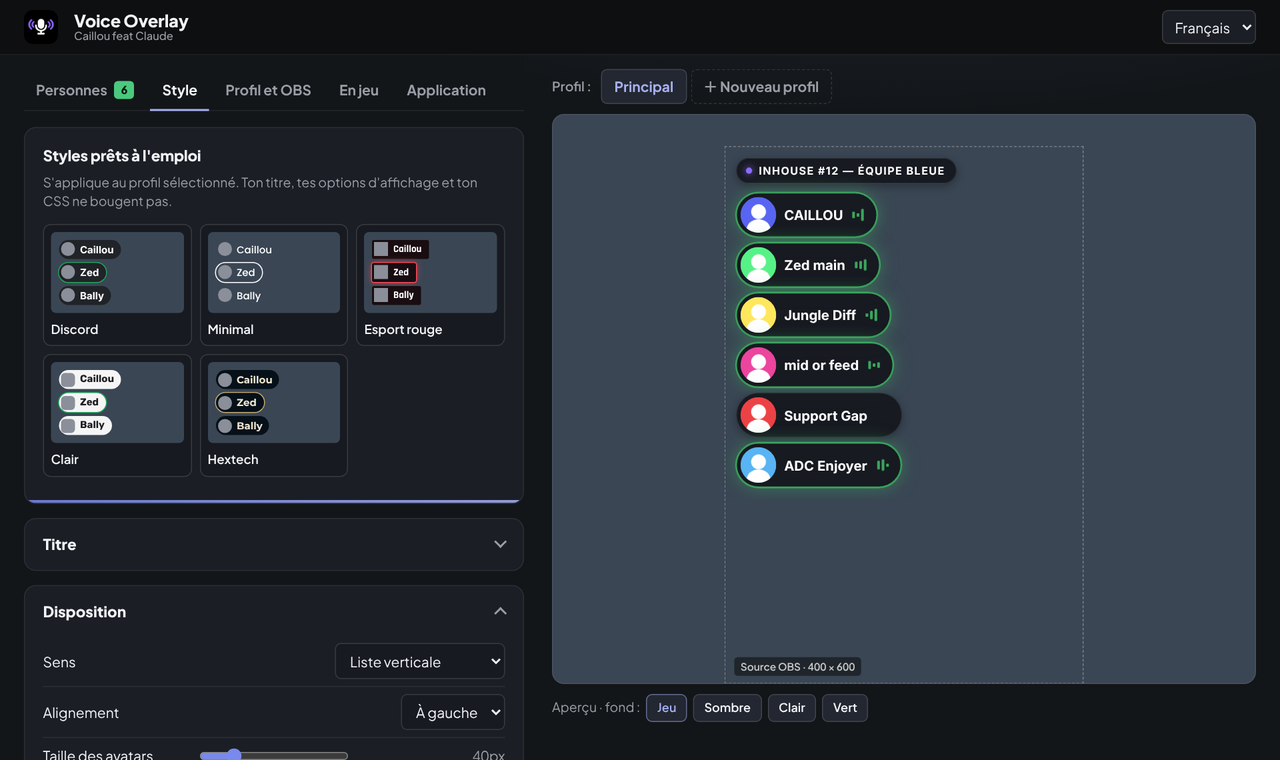 Voice Overlay
Caillou feat Claude
Français
Personnes 6
Style
Profil et OBS
En jeu
Application
Styles prêts à l'emploi
S'applique au profil sélectionné. Ton titre, tes options d'affichage et ton
CSS ne bougent pas.
Caillou
Zed
Bally
Discord
Caillou
Zed
Bally
Minimal
Caillou
Zed
Bally
Esport rouge
Caillou
Zed
Bally
Clair
Caillou
Zed
Bally
Hextech
Titre
Disposition
Sens
Liste verticale
Alignement
À gauche
Taille des avatars
40px
Profil :
Principal
+ Nouveau profil
INHOUSE #12 — ÉQUIPE BLEUE
CAILLOU
Zed main
Jungle Diff
mid or feed
Support Gap
ADC Enjoyer
Source OBS · 400 × 600
Aperçu · fond :
Jeu
Sombre
Clair
Vert